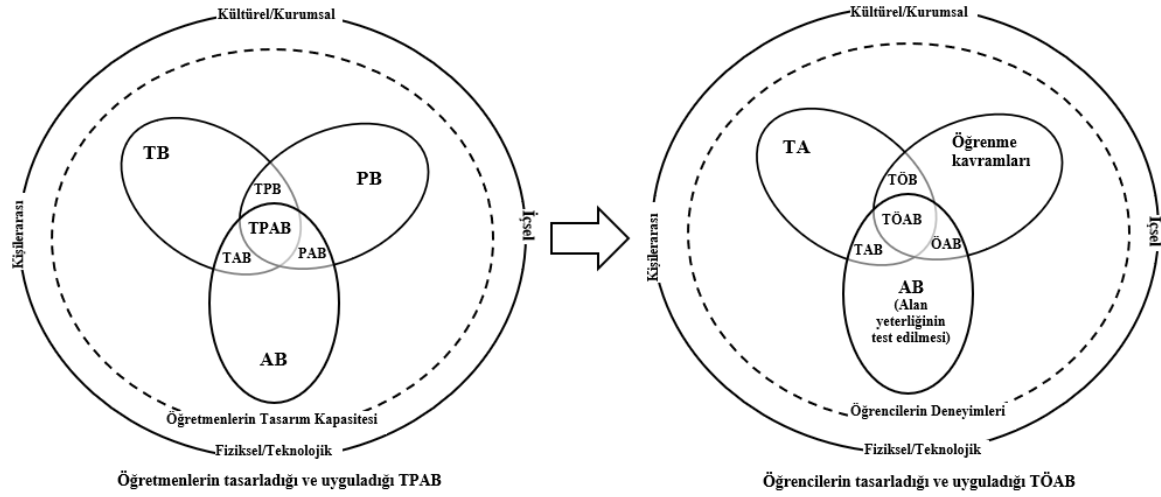 Kültürel/Kurumsal
TB
PB
TPB
TPAB
TAB
PAB
AB
Kişilerarası
İçsel
Öğretmenlerin Tasarım Kapasitesi
Fiziksel/Teknolojik
Öğretmenlerin tasarladığı ve uyguladığı TPAB
Kültürel/Kurumsal
TA
Öğrenme
kavramları
TÖB
TÖAB
TAB
ÖAB
AB
(Alan
yeterliğinin
test edilmesi)
Kişilerarası
İçsel
Öğrencilerin Deneyimleri
Fiziksel/Teknolojik
Öğrencilerin tasarladığı ve uyguladığı TÖAB